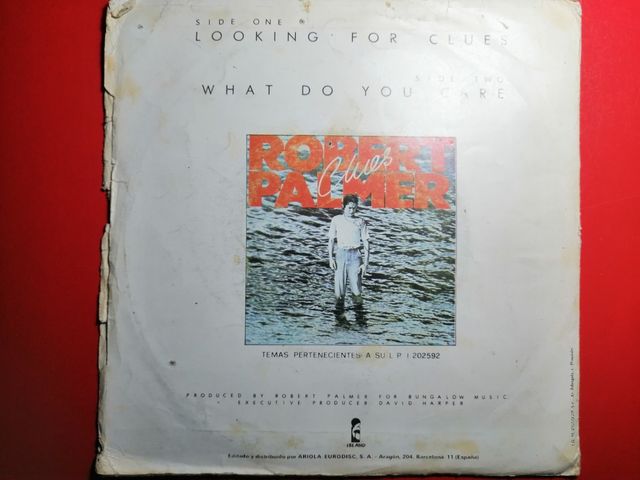 SIDE ONE
LOOKING FOR CLUES
SIDE TWO
WHAT DO YOU CARE
ROBERT
Clues
PALMER
TEMAS PERTENECIENTES A SU L.P. I 202592
PRODUCED BY ROBERT PALMER FOR BUNGALOW MUSIC
EXECUTIVE PRODUCER DAVID HARPER
ISLAND
Editado y distribuido por ARIOLA EURODISC, S. A. - Aragón, 204. Barcelona-11 (España)